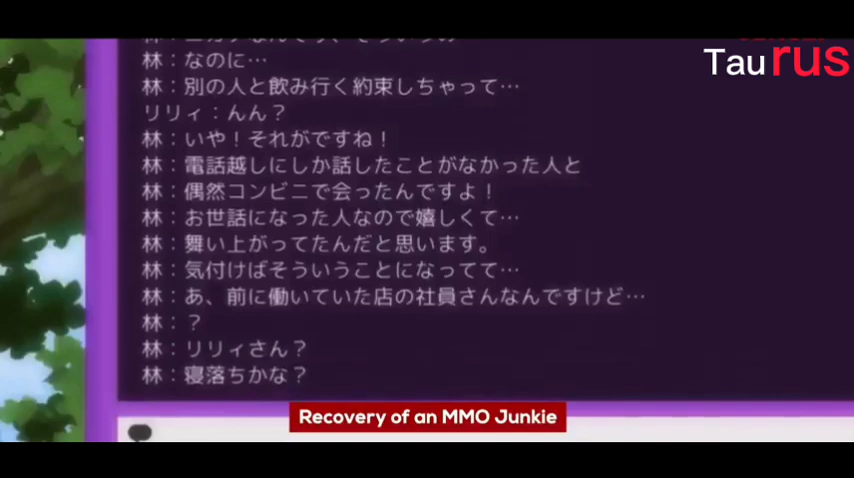 Taurus
林：なのに…
林：別の人と飲み行く約束しちゃって…
リリィ：んん？
林：いや！それがですね！
林：電話越しにしか話したことがなかった人と
林：偶然コンビニで会ったんですよ！
林：お世話になった人なので嬉しくて…
林：舞い上がってたんだと思います。
林：気付けばそういうことになってて…
林：あ、前に働いていた店の社員さんなんですけど…
林：？
林：リリィさん？
林：寝落ちかな？
Recovery of an MMO Junkie